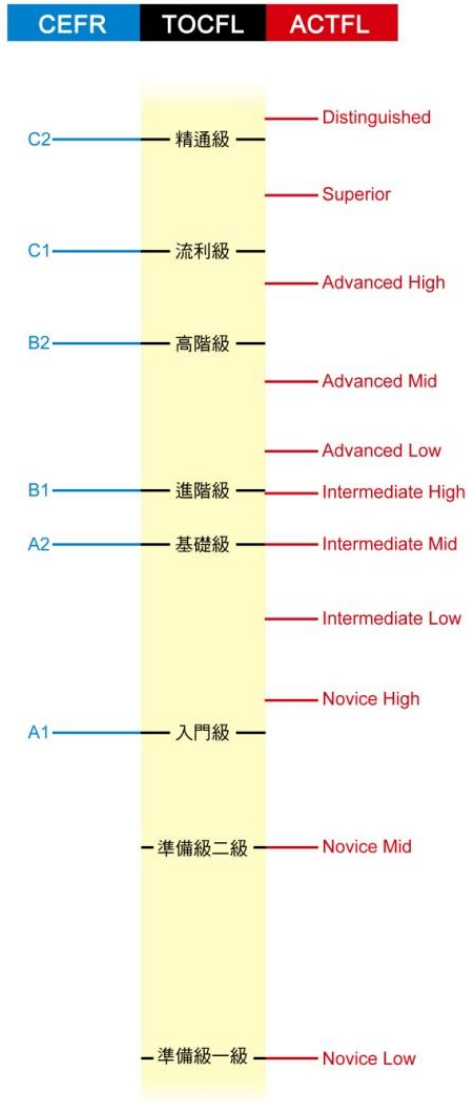 CEFR TOCFL ACTFL
Distinguished
C2 精通級
Superior
C1 流利級
Advanced High
B2 高階級
Advanced Mid
Advanced Low
B1 進階級 Intermediate High
A2 基礎級 Intermediate Mid
Intermediate Low
Novice High
A1 入門級
準備級二級 Novice Mid
準備級一級 Novice Low